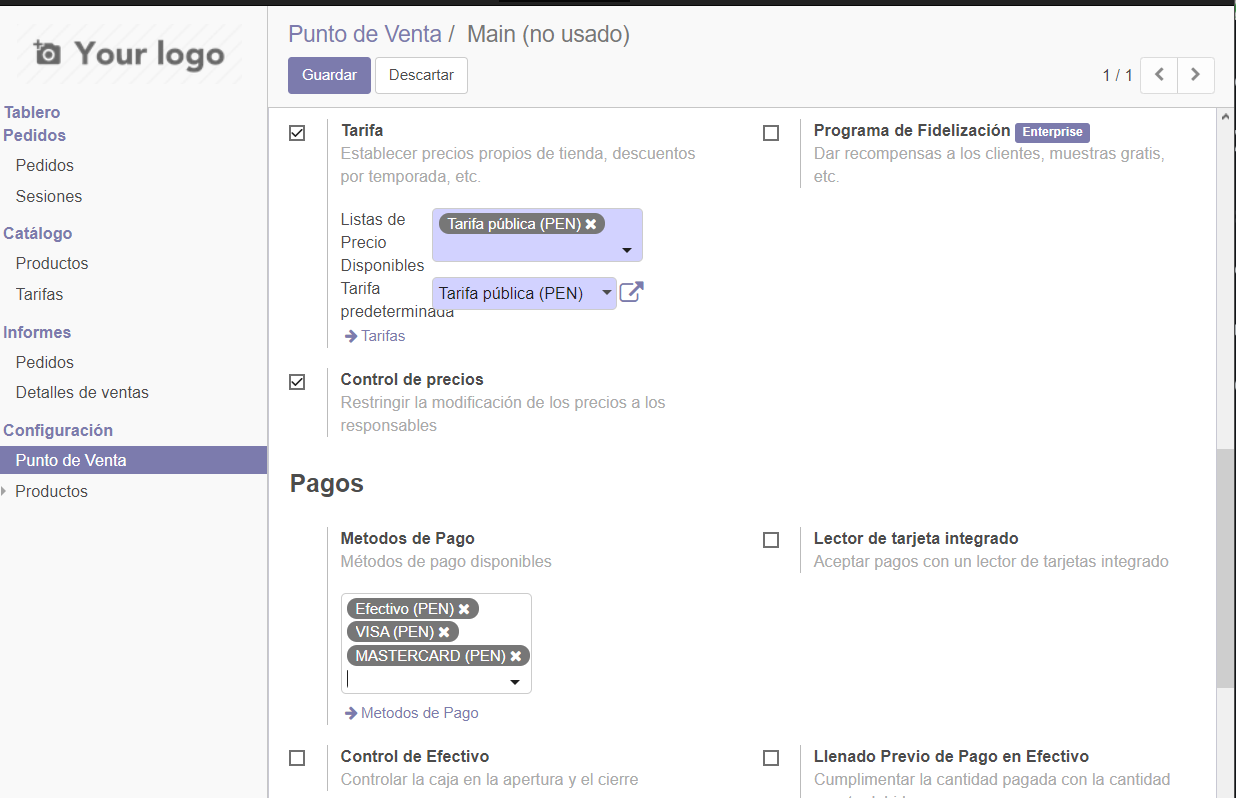 Your logo
Tablero
Pedidos
Pedidos
Sesiones
Catálogo
Productos
Tarifas
Informes
Pedidos
Detalles de ventas
Configuración
Punto de Venta
Productos
Punto de Venta / Main (no usado)
Guardar Descartar
1 / 1
Tarifa
Establecer precios propios de tienda, descuentos
por temporada, etc.
Listas de
Precio
Disponibles
Tarifa pública (PEN)
Tarifa
predeterminada
Tarifa pública (PEN)
Tarifas
Programa de Fidelización Enterprise
Dar recompensas a los clientes, muestras gratis,
etc.
Control de precios
Restringir la modificación de los precios a los
responsables
Pagos
Metodos de Pago
Métodos de pago disponibles
Efectivo (PEN)
VISA (PEN)
MASTERCARD (PEN)
Metodos de Pago
Lector de tarjeta integrado
Aceptar pagos con un lector de tarjetas integrado
Control de Efectivo
Controlar la caja en la apertura y el cierre
Llenado Previo de Pago en Efectivo
Cumplimentar la cantidad pagada con la cantidad